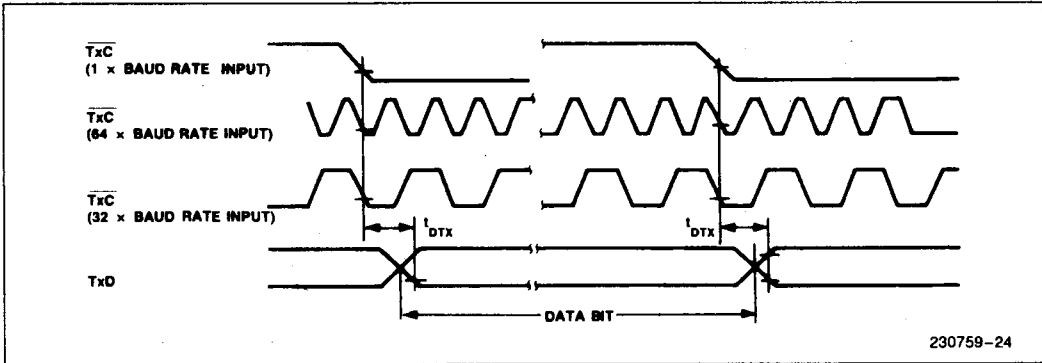 TxC
(1 × BAUD RATE INPUT)
TxC
(64 × BAUD RATE INPUT)
TxC
(32 × BAUD RATE INPUT)
tDTX
tDTX
TxD
DATA BIT
230759–24